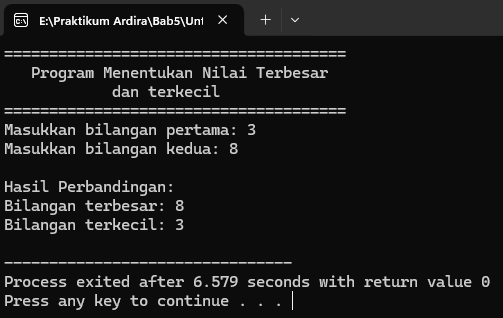 E:\Praktikum Ardira\Bab5\Unt
======================================
Program Menentukan Nilai Terbesar
dan terkecil
======================================
Masukkan bilangan pertama: 3
Masukkan bilangan kedua: 8
Hasil Perbandingan:
Bilangan terbesar: 8
Bilangan terkecil: 3
--------------------------------
Process exited after 6.579 seconds with return value 0
Press any key to continue . . .